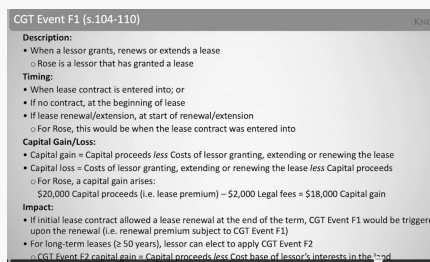 CGT Event F1 (s.104-110)
Description:
• When a lessor grants, renews or extends a lease
o Rose is a lessor that has granted a lease
Timing:
• When lease contract is entered into; or
• If no contract, at the beginning of lease
• If lease renewal/extension, at start of renewal/extension
o For Rose, this would be when the lease contract was entered into
Capital Gain/Loss:
• Capital gain = Capital proceeds less Costs of lessor granting, extending or renewing the lease
• Capital loss = Costs of lessor granting, extending or renewing the lease less Capital proceeds
o For Rose, a capital gain arises:
$20,000 Capital proceeds (i.e. lease premium) – $2,000 Legal fees = $18,000 Capital gain
Impact:
• If initial lease contract allowed a lease renewal at the end of the term, CGT Event F1 would be
upon the renewal (i.e. renewal premium subject to CGT Event F1)
• For long-term leases (≥ 50 years), lessor can elect to apply CGT Event F2
o CGT Event F2 capital gain = Capital proceeds less Cost base of lessor's interests in the land